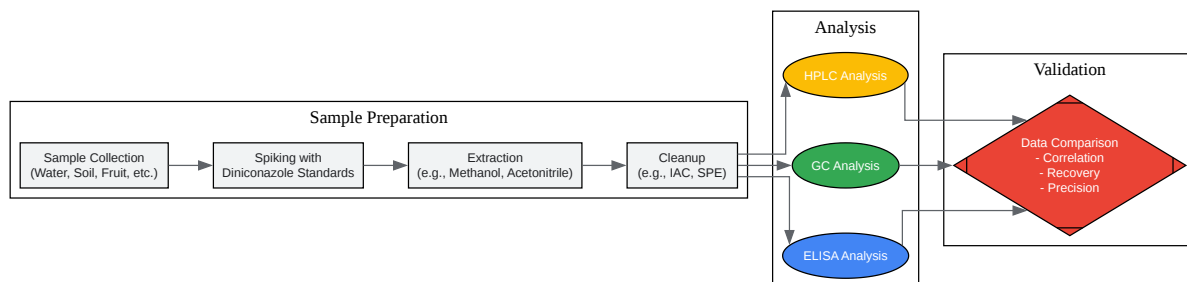 Sample Preparation
Sample Collection
(Water, Soil, Fruit, etc.)
Spiking with
Diniconazole Standards
Extraction
(e.g., Methanol, Acetonitrile)
Cleanup
(e.g., IAC, SPE)
Analysis
HPLC Analysis
GC Analysis
ELISA Analysis
Validation
Data Comparison
- Correlation
- Recovery
- Precision